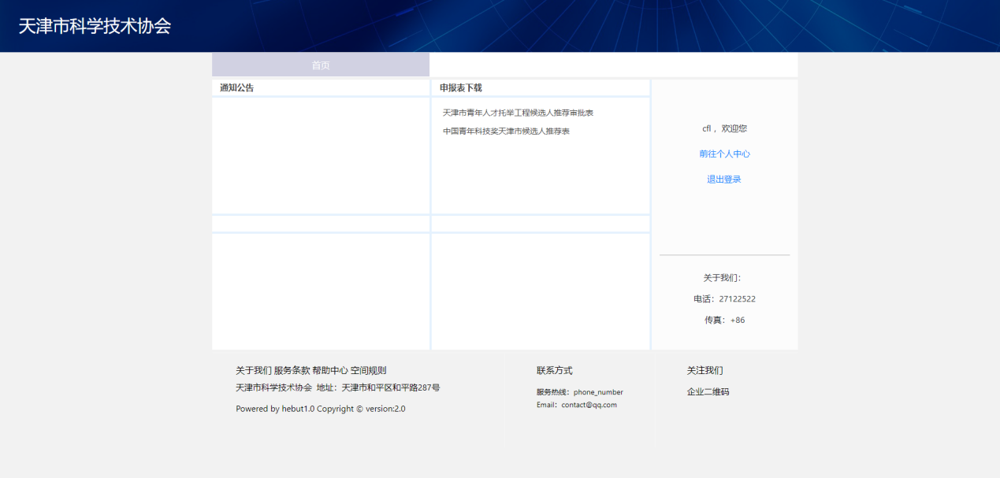 天津市科学技术协会
首页
通知公告
申报表下载
天津市青年人才托举工程候选人推荐审批表
中国青年科技奖天津市候选人推荐表
cfl ，欢迎您
前往个人中心
退出登录
关于我们：
电话：27122522
传真：+86
关于我们 服务条款 帮助中心 空间规则
天津市科学技术协会 地址：天津市和平区和平路287号
Powered by hebut1.0 Copyright © version:2.0
联系方式
服务热线：phone_number
Email：contact@qq.com
关注我们
企业二维码